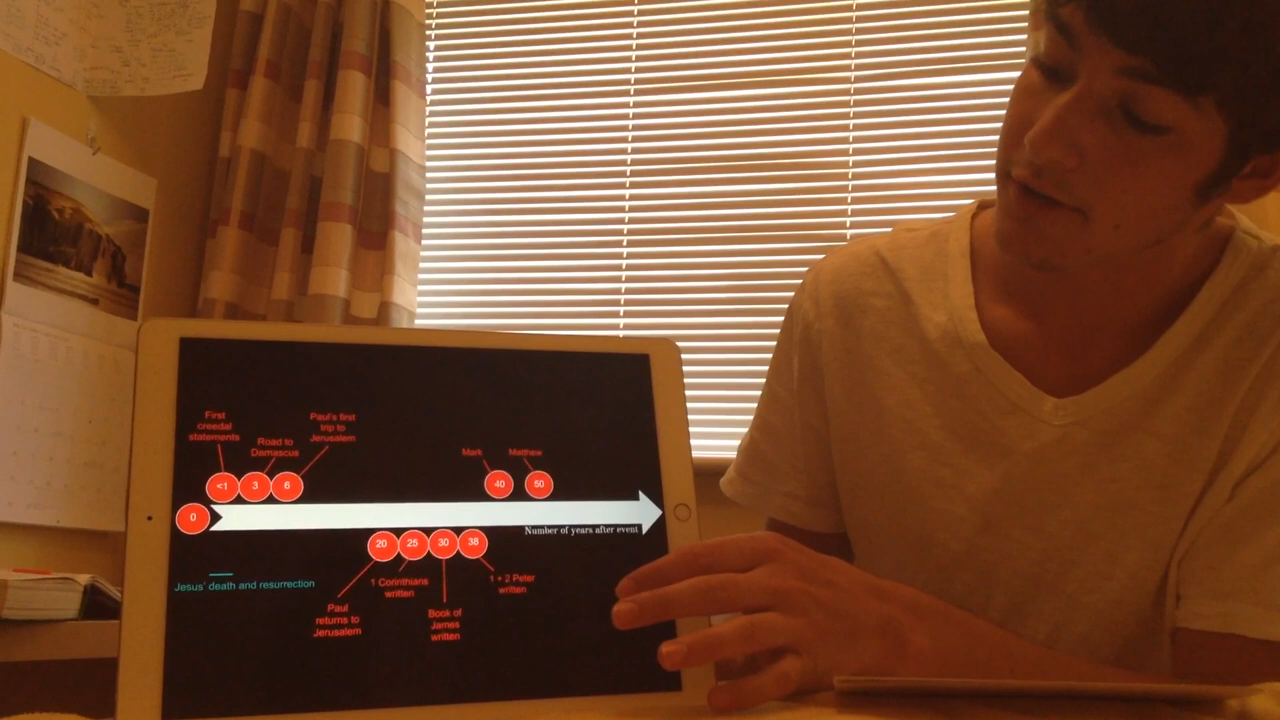 First
creedal
statements
Road to
Damascus
Paul's first
trip to
Jerusalem
Mark
Matthew
<1
3
6
40
50
0
Number of years after event
20
25
30
38
Jesus' death and resurrection
1 Corinthians
written
1 + 2 Peter
written
Paul
returns to
Jerusalem
Book of
James
written